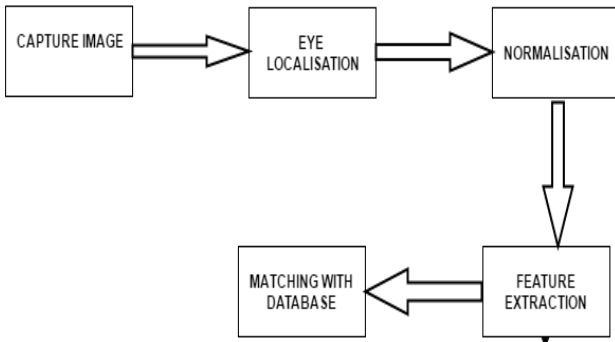 CAPTURE IMAGE
EYE
LOCALISATION
NORMALISATION
FEATURE
EXTRACTION
MATCHING WITH
DATABASE